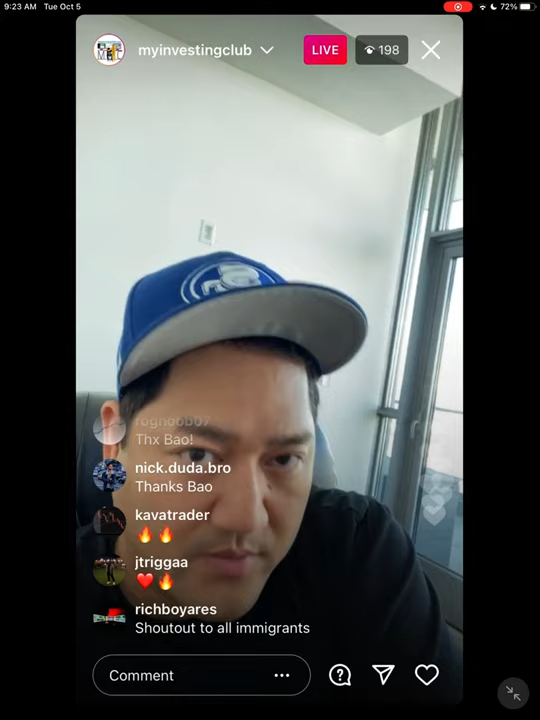 9:23 AM Tue Oct 5
72%
myinvestingclub
LIVE
198
rognoob07
Thx Bao!
nick.duda.bro
Thanks Bao
kavatrader
jtriggaa
richboyares
Shoutout to all immigrants
Comment